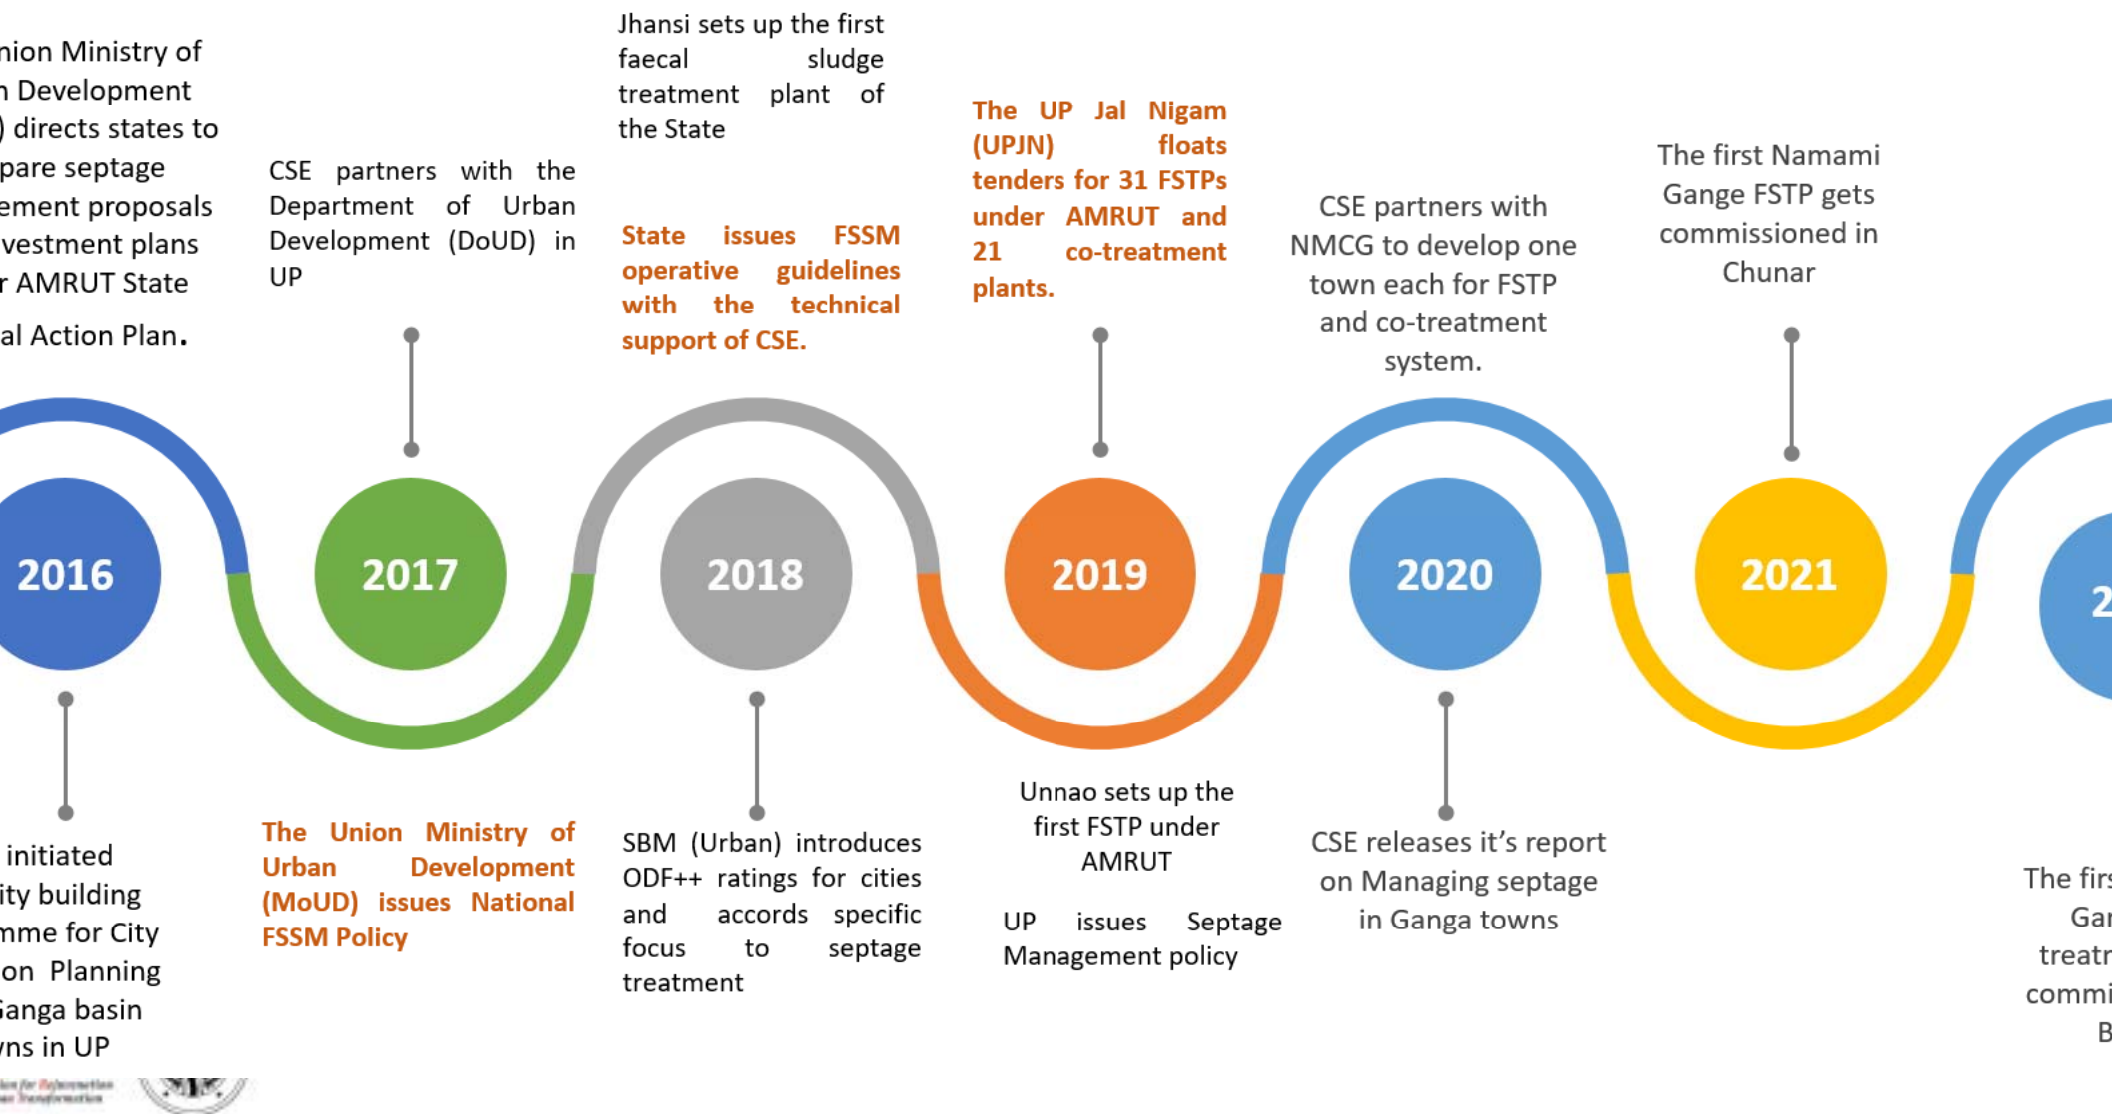 nion Ministry of
Development
) directs states to
pare septage
ement proposals
vestment plans
r AMRUT State
al Action Plan.
CSE partners with the
Department of Urban
Development (DoUD) in
UP
Jhansi sets up the first
faecal sludge
treatment plant of
the State
State issues FSSM
operative guidelines
with the technical
support of CSE.
The UP Jal Nigam
(UPJN) floats
tenders for 31 FSTPs
under AMRUT and
21 co-treatment
plants.
CSE partners with
NMCG to develop one
town each for FSTP
and co-treatment
system.
The first Namami
Gange FSTP gets
commissioned in
Chunar
2016
2017
2018
2019
2020
2021
2
initiated
ity building
mme for City
on Planning
Ganga basin
wns in UP
The Union Ministry of
Urban Development
(MoUD) issues National
FSSM Policy
SBM (Urban) introduces
ODF++ ratings for cities
and accords specific
focus to septage
treatment
Unnao sets up the
first FSTP under
AMRUT
UP issues Septage
Management policy
CSE releases it's report
on Managing septage
in Ganga towns
The firs
Gan
treatm
commi
B
for Rejuvenation
Transformation